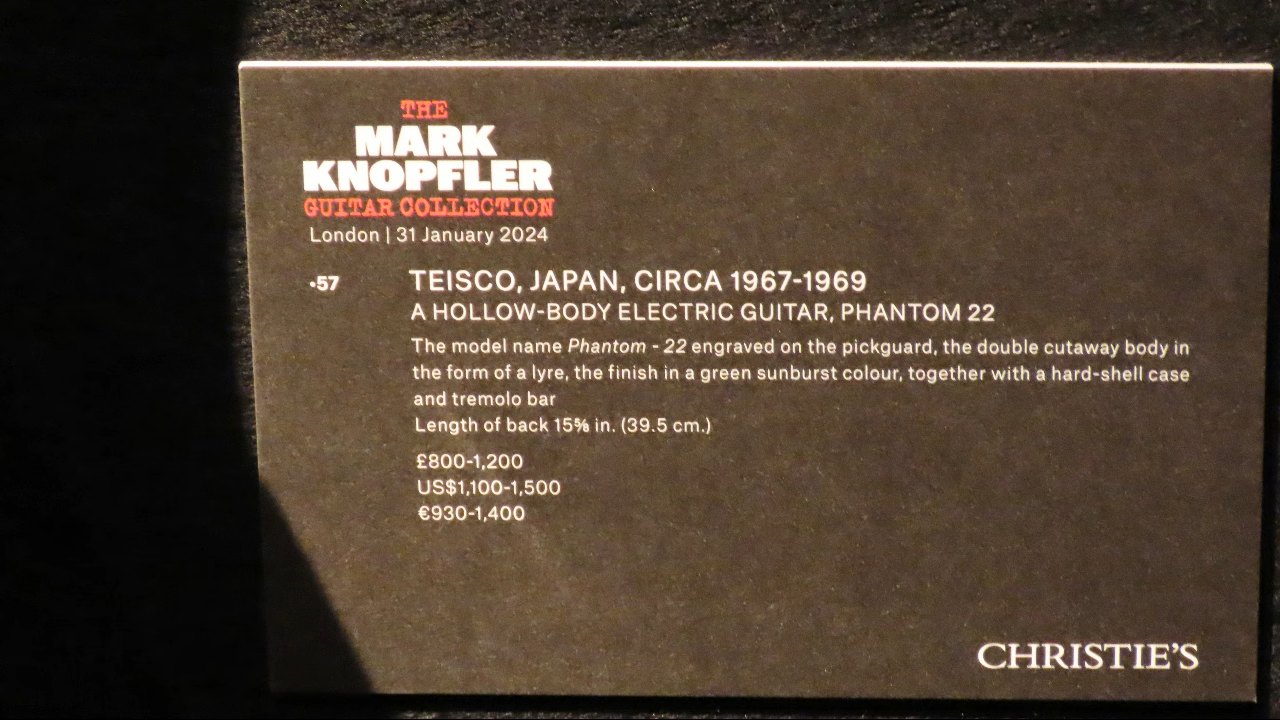 THE
MARK
KNOPFLER
GUITAR COLLECTION
London | 31 January 2024
•57
TEISCO, JAPAN, CIRCA 1967-1969
A HOLLOW-BODY ELECTRIC GUITAR, PHANTOM 22
The model name Phantom - 22 engraved on the pickguard, the double cutaway body in
the form of a lyre, the finish in a green sunburst colour, together with a hard-shell case
and tremolo bar
Length of back 15⅝ in. (39.5 cm.)
£800-1,200
US$1,100-1,500
€930-1,400
CHRISTIE'S